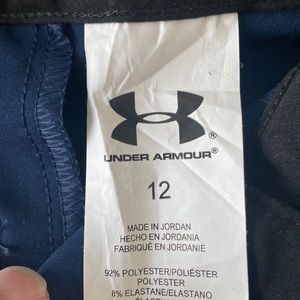 UNDER ARMOUR®
12
MADE IN JORDAN
HECHO EN JORDANIA
FABRIQUÉ EN JORDANIE
92% POLYESTER/POLIÉSTER
POLYESTER
8% ELASTANE/ELASTANO